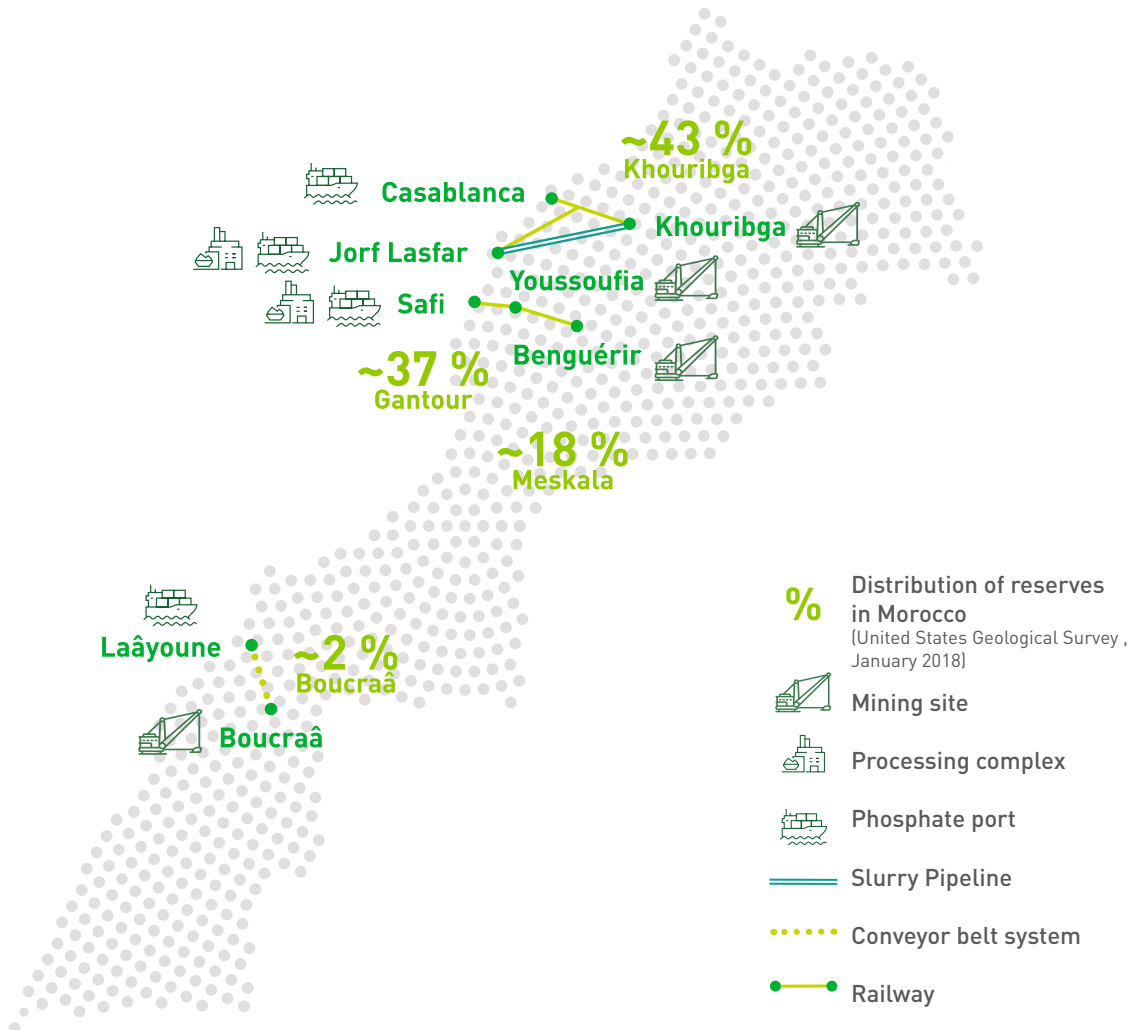 ~43 %
Khouribga
Casablanca
Khouribga
Jorf Lasfar
Youssoufia
Safi
Benguérir
~37 %
Gantour
~18 %
Meskala
Laâyoune
~2 %
Boucraâ
Boucraâ
%
Distribution of reserves
in Morocco
(United States Geological Survey ,
January 2018)
Mining site
Processing complex
Phosphate port
Slurry Pipeline
Conveyor belt system
Railway